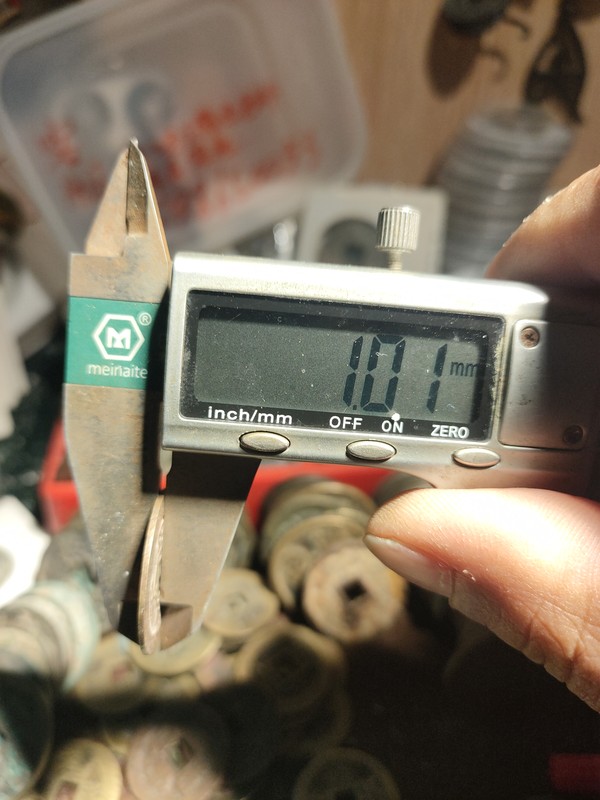 M®
meinaite
1.01 mm
inch/mm OFF ON ZERO